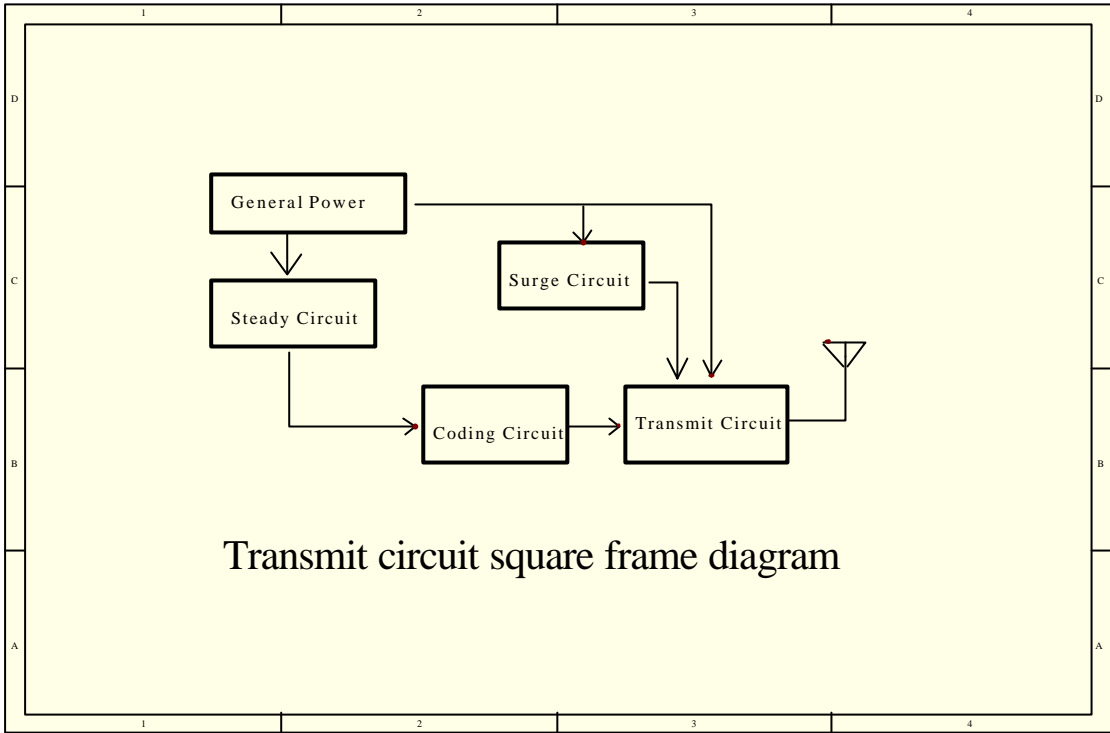 1 2 3 4
D D
General Power
Surge Circuit
C C
Steady Circuit
Transmit Circuit
Coding Circuit
B B
Transmit circuit square frame diagram
A A
1 2 3 4